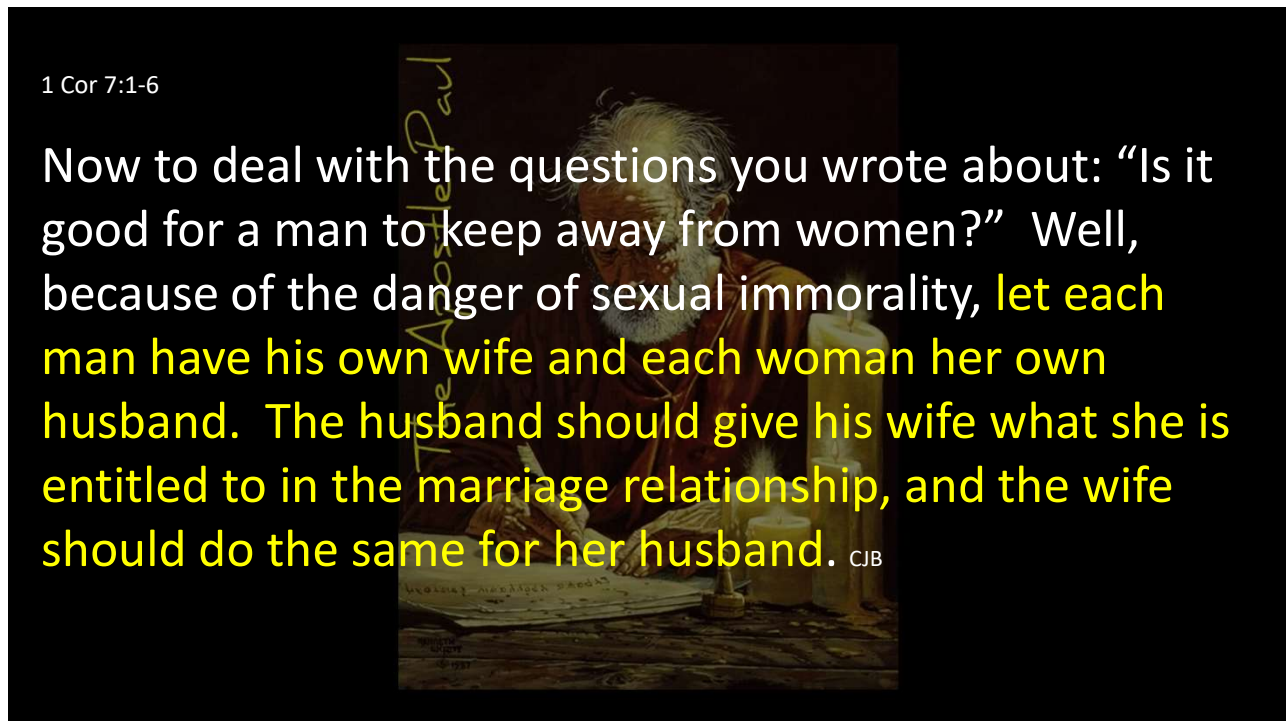 1 Cor 7:1-6
The Apostle Paul
Now to deal with the questions you wrote about: “Is it
good for a man to keep away from women?”  Well,
because of the danger of sexual immorality, let each
man have his own wife and each woman her own
husband.  The husband should give his wife what she is
entitled to in the marriage relationship, and the wife
should do the same for her husband. CJB